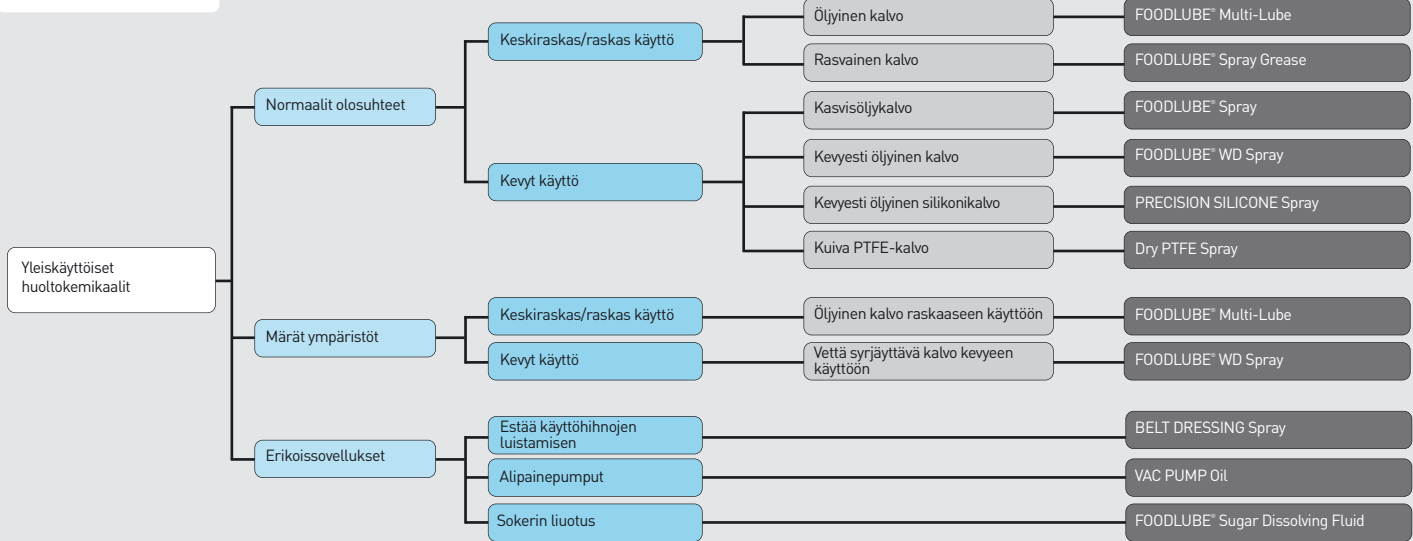 Öljyinen kalvo
FOODLUBE® Multi-Lube
Keskiraskas/raskas käyttö
Rasvainen kalvo
FOODLUBE® Spray Grease
Normaalit olosuhteet
Kasvisöljykalvo
FOODLUBE® Spray
Kevyesti öljyinen kalvo
FOODLUBE® WD Spray
Kevyt käyttö
Kevyesti öljyinen silikonikalvo
PRECISION SILICONE Spray
Kuiva PTFE-kalvo
Dry PTFE Spray
Yleiskäyttöiset
huoltokemikaalit
Märät ympäristöt
Keskiraskas/raskas käyttö
Öljyinen kalvo raskaaseen käyttöön
FOODLUBE® Multi-Lube
Kevyt käyttö
Vettä syrjäyttävä kalvo kevyeen
käyttöön
FOODLUBE® WD Spray
Erikoissovellukset
Estää käyttöhihnojen
luistamisen
BELT DRESSING Spray
Alipainepumput
VAC PUMP Oil
Sokerin liuotus
FOODLUBE® Sugar Dissolving Fluid